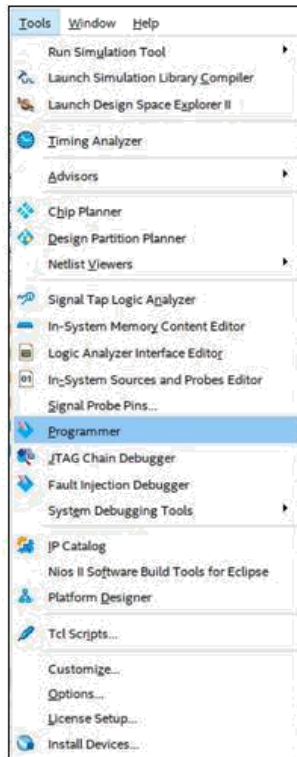 Tools Window Help
Run Simulation Tool
Launch Simulation Library Compiler
Launch Design Space Explorer II
Timing Analyzer
Advisors
Chip Planner
Design Partition Planner
Netlist Viewers
Signal Tap Logic Analyzer
In-System Memory Content Editor
Logic Analyzer Interface Editor
01 In-System Sources and Probes Editor
Signal Probe Pins...
Programmer
JTAG Chain Debugger
Fault Injection Debugger
System Debugging Tools
IP Catalog
Nios II Software Build Tools for Eclipse
Platform Designer
Tcl Scripts...
Customize...
Options...
License Setup...
Install Devices...